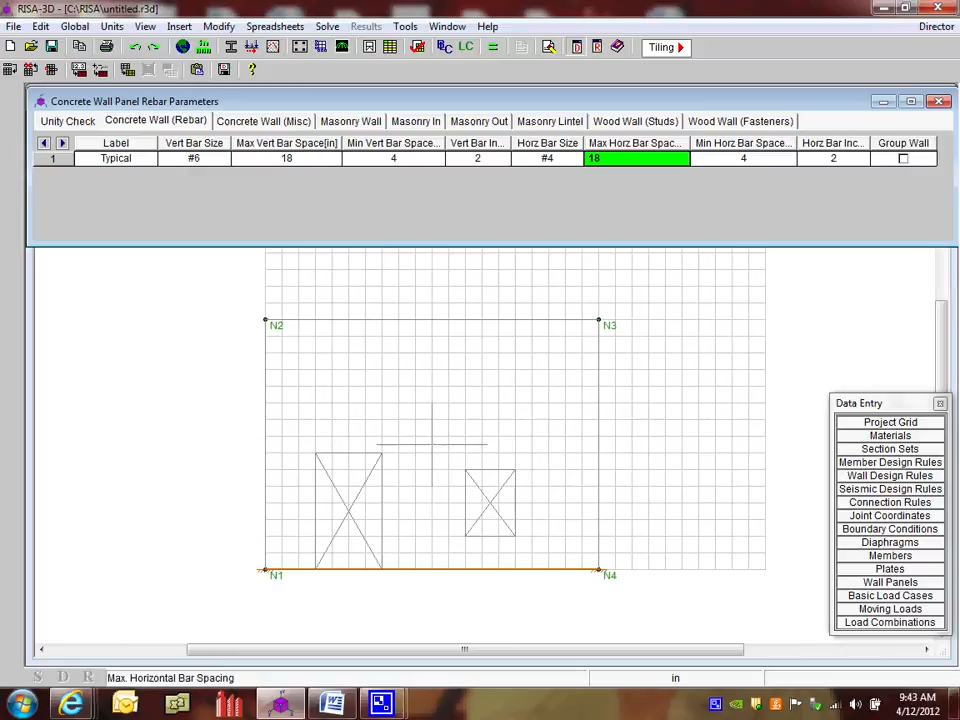 RISA-3D - [C:\RISA\untitled.r3d]
File Edit Global Units View Insert Modify Spreadsheets Solve Results Tools Window Help Director
LC Tiling
Concrete Wall Panel Rebar Parameters
Unity Check Concrete Wall (Rebar) Concrete Wall (Misc) Masonry Wall Masonry In Masonry Out Masonry Lintel Wood Wall (Studs) Wood Wall (Fasteners)
Label Vert Bar Size Max Vert Bar Space[in] Min Vert Bar Space... Vert Bar In... Horz Bar Size Max Horz Bar Spac... Min Horz Bar Space... Horz Bar Inc... Group Wall
1 Typical #6 18 4 2 #4 18 4 2
N2 N3
N1 N4
Data Entry
Project Grid
Materials
Section Sets
Member Design Rules
Wall Design Rules
Seismic Design Rules
Connection Rules
Joint Coordinates
Boundary Conditions
Diaphragms
Members
Plates
Wall Panels
Basic Load Cases
Moving Loads
Load Combinations
S D R Max. Horizontal Bar Spacing in
9:43 AM
4/12/2012